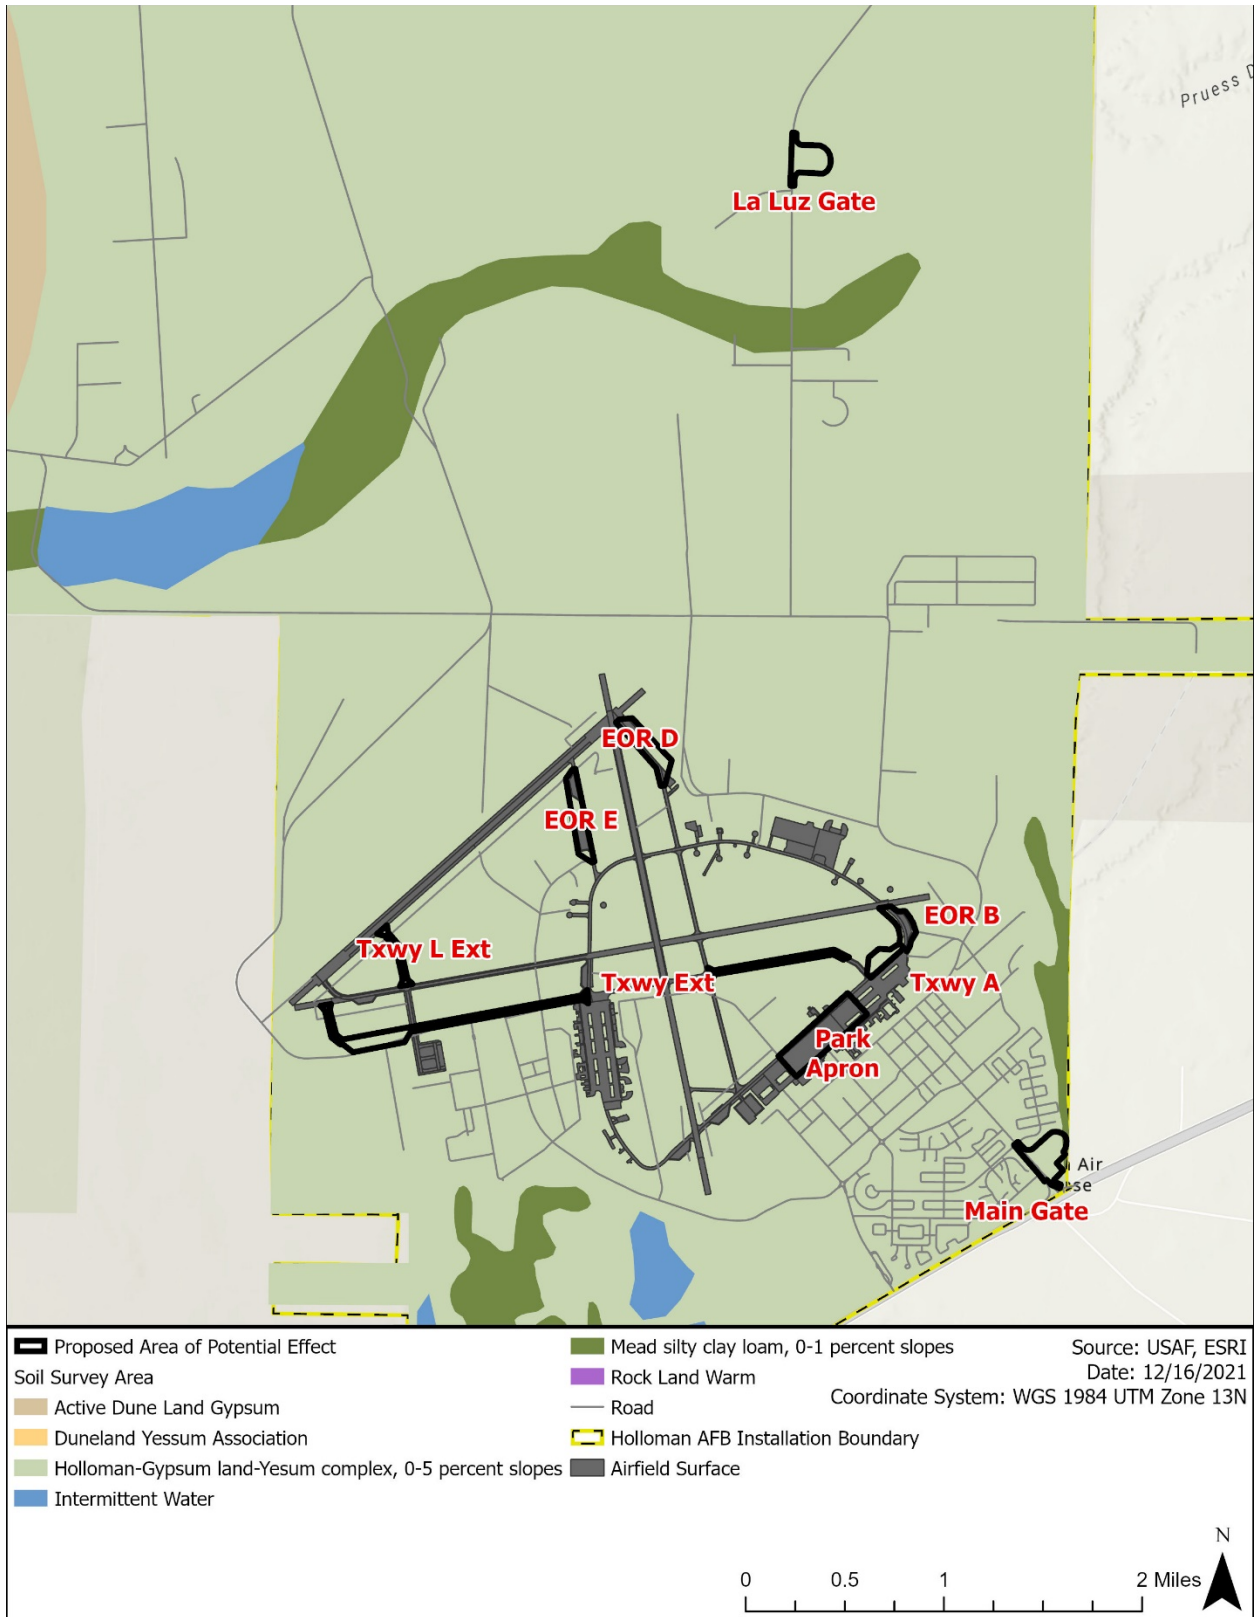 Pruess D
La Luz Gate
EOR D
EOR E
EOR B
Txwy L Ext
Txwy Ext
Txwy A
Park
Apron
Air
se
Main Gate
Proposed Area of Potential Effect
Soil Survey Area
Active Dune Land Gypsum
Duneland Yessum Association
Holloman-Gypsum land-Yesum complex, 0-5 percent slopes
Intermittent Water
Mead silty clay loam, 0-1 percent slopes
Rock Land Warm
Road
Holloman AFB Installation Boundary
Airfield Surface
Source: USAF, ESRI
Date: 12/16/2021
Coordinate System: WGS 1984 UTM Zone 13N
N
0 0.5 1 2 Miles